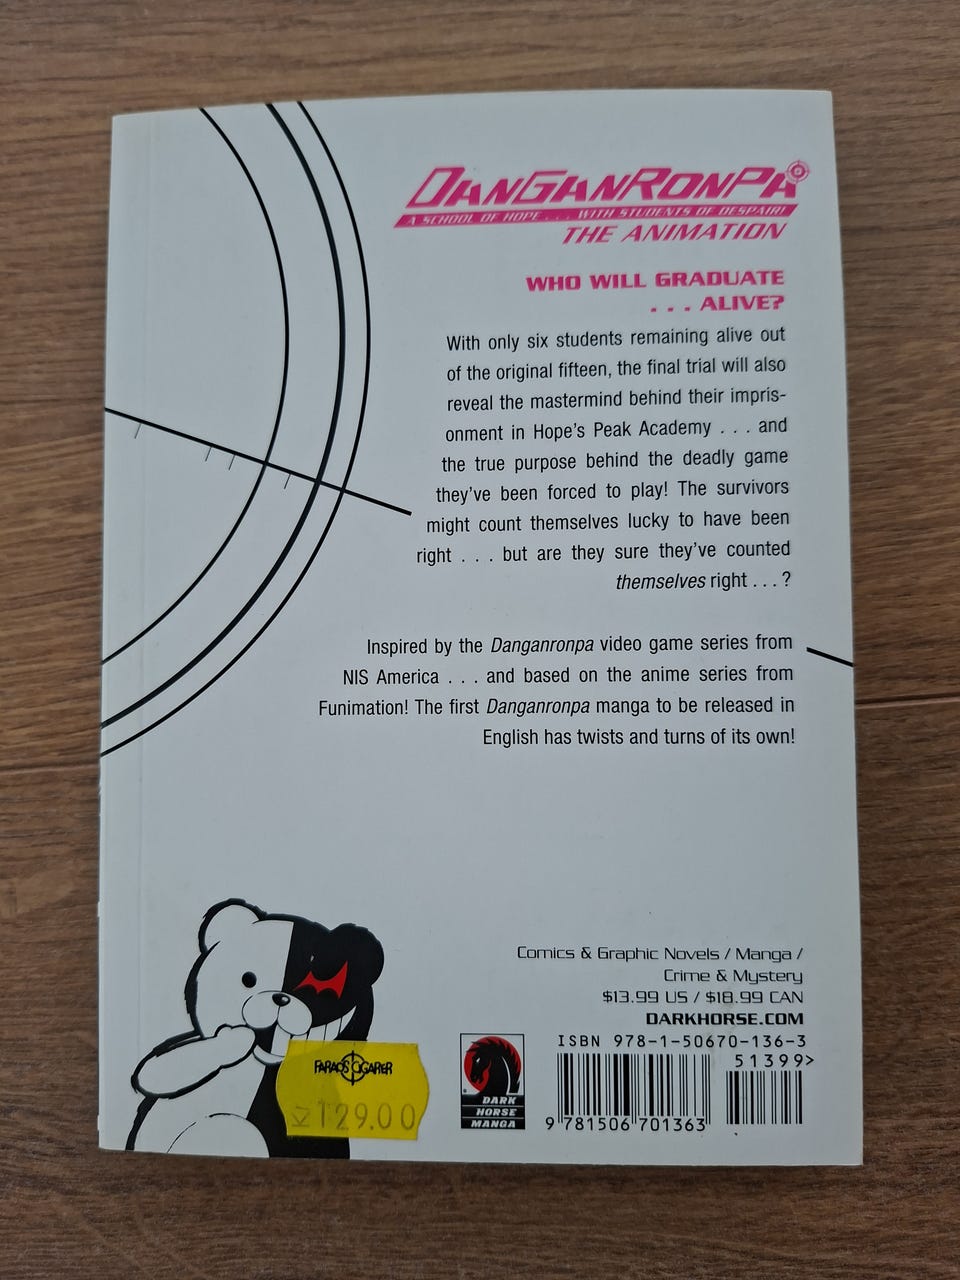 DANGANRONPA
A SCHOOL OF HOPE . . . WITH STUDENTS OF DESPAIR!
THE ANIMATION
WHO WILL GRADUATE
. . . ALIVE?
With only six students remaining alive out
of the original fifteen, the final trial will also
reveal the mastermind behind their impris-
onment in Hope's Peak Academy . . . and
the true purpose behind the deadly game
they've been forced to play! The survivors
might count themselves lucky to have been
right . . . but are they sure they've counted
themselves right . . . ?
Inspired by the Danganronpa video game series from
NIS America . . . and based on the anime series from
Funimation! The first Danganronpa manga to be released in
English has twists and turns of its own!
Comics & Graphic Novels / Manga /
Crime & Mystery
$13.99 US / $18.99 CAN
DARKHORSE.COM
ISBN 978-1-50670-136-3
51399>
9 781506 701363
DARK
HORSE
MANGA
FARAOS CIGARER
129.00